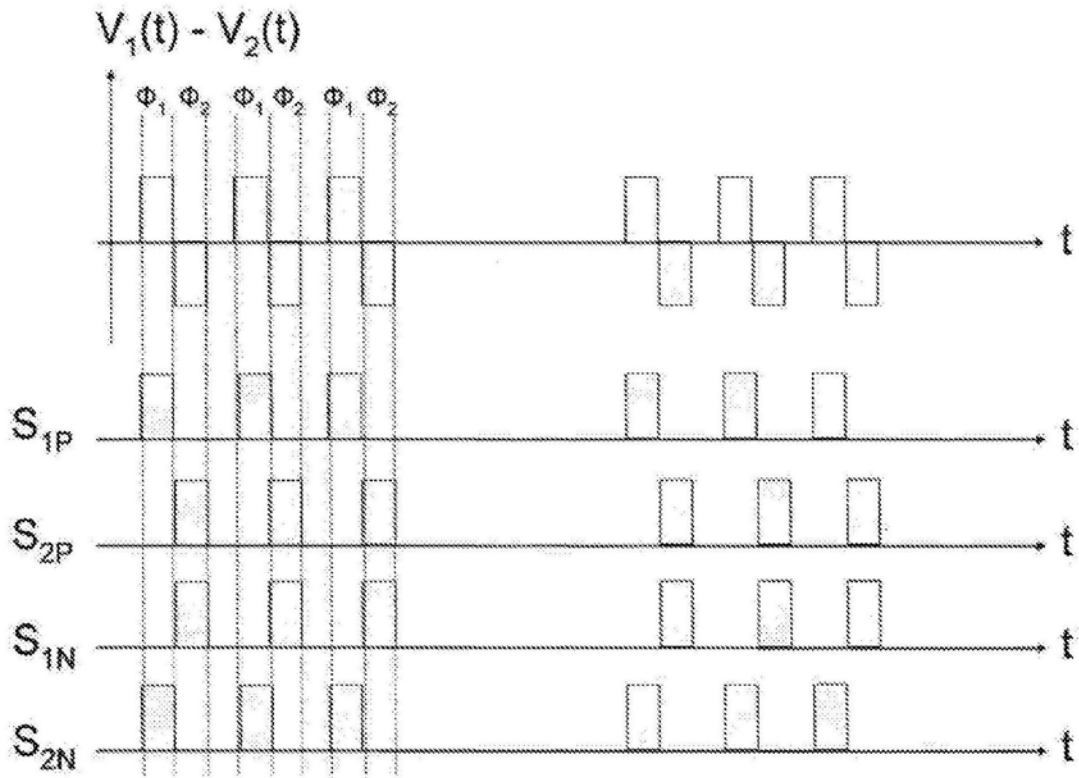 V₁(t) - V₂(t)
Φ₁ Φ₂ Φ₁ Φ₂ Φ₁ Φ₂
t
S₁P t
S₂P t
S₁N t
S₂N t